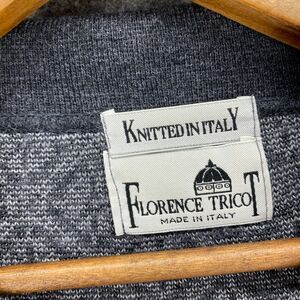 KNITTED IN ITALY
FLORENCE TRICOT
MADE IN ITALY